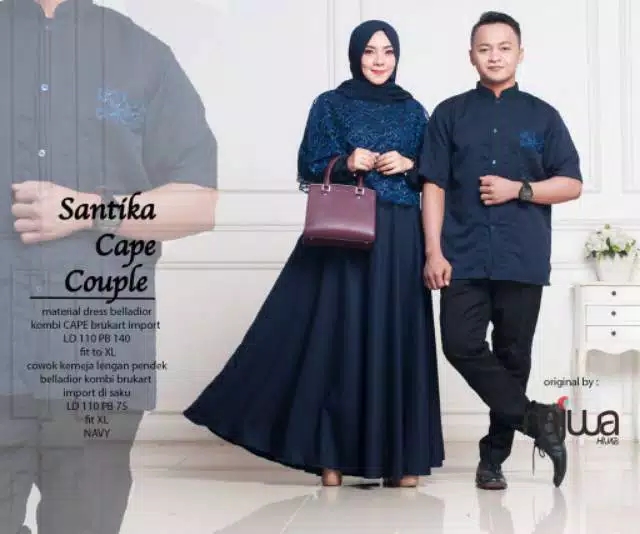 Santika
Cape
Couple
material dress belladior
kombi CAPE brukart import
LD 110 PB 140
fit to XL
cowok kemeja lengan pendek
belladior kombi brukart
import di saku
LD 110 PB 75
fit XL
NAVY
original by :
najwa
HIJAB